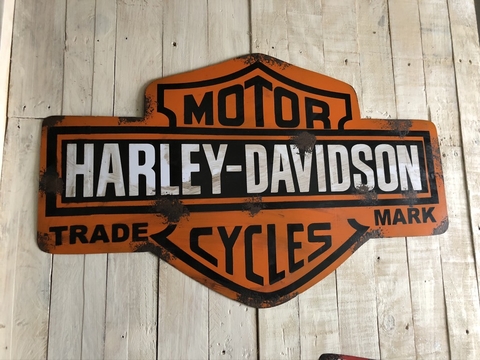 MOTOR
HARLEY-DAVIDSON
TRADE MARK
CYCLES